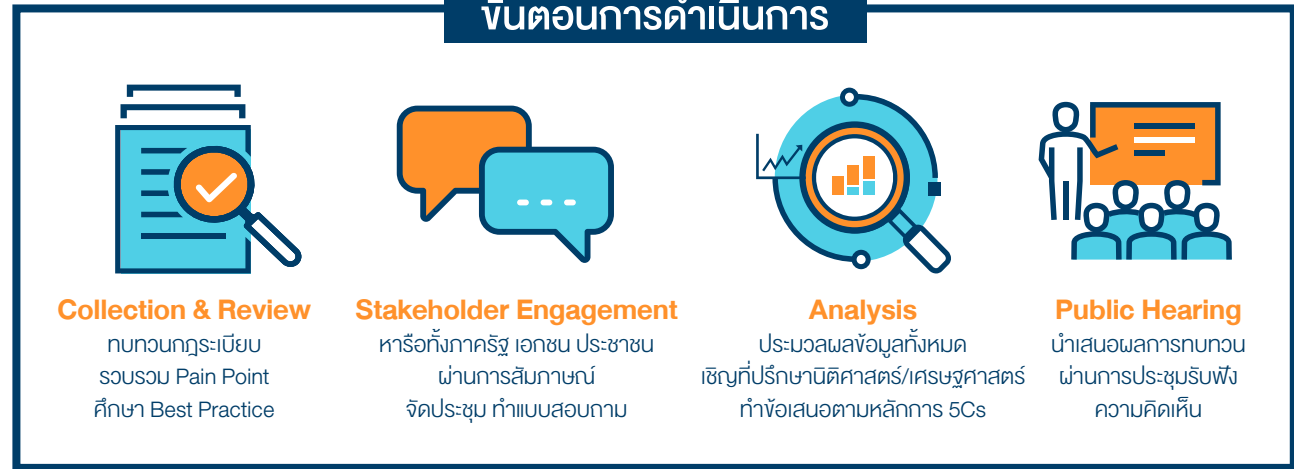 ขั้นตอนการดำเนินการ
Collection & Review
ทบทวนกฎระเบียบ
รวบรวม Pain Point
ศึกษา Best Practice
Stakeholder Engagement
หารือทั้งภาครัฐ เอกชน ประชาชน
ผ่านการสัมภาษณ์
จัดประชุม ทำแบบสอบถาม
Analysis
ประมวลผลข้อมูลทั้งหมด
เชิญที่ปรึกษานิติศาสตร์/เศรษฐศาสตร์
ทำข้อเสนอตามหลักการ 5Cs
Public Hearing
นำเสนอผลการทบทวน
ผ่านการประชุมรับฟัง
ความคิดเห็น